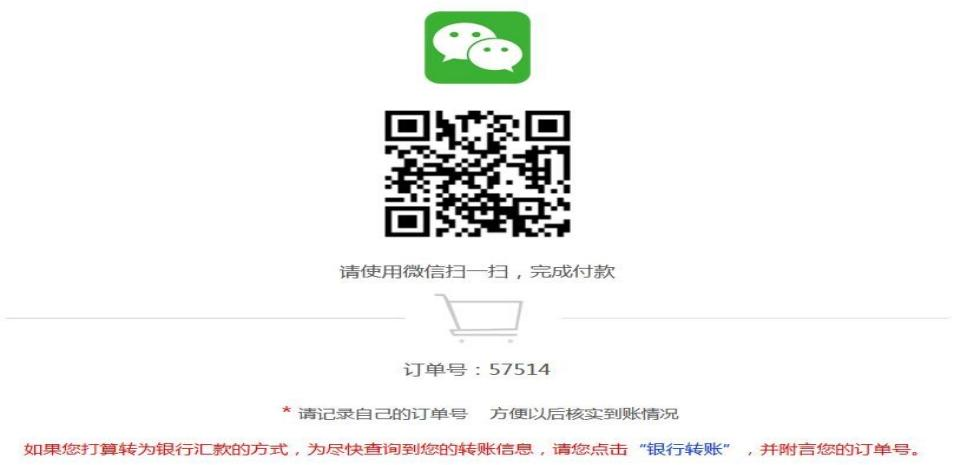 请使用微信扫一扫，完成付款
订单号：57514
* 请记录自己的订单号 方便以后核实到账情况
如果您打算转为银行汇款的方式，为尽快查询到您的转账信息，请您点击“银行转账”，并附言您的订单号。